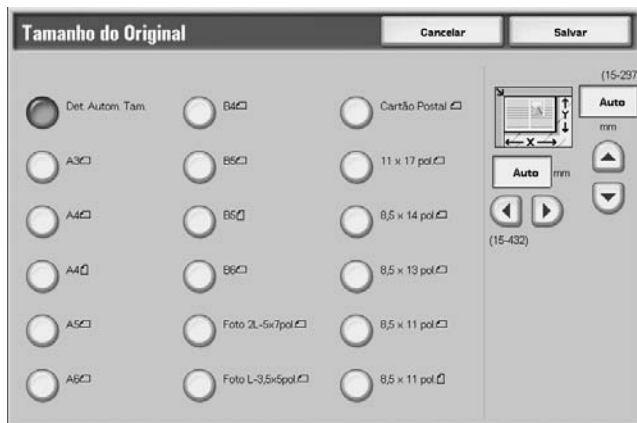 Tamanho do Original
Cancelar
Salvar
Det. Autom. Tam.
A3
A4
A4
A5
A6
B4
B5
B5
B6
Foto 2L-5x7pol.
Foto L-3,5x5pol.
Cartão Postal
11 x 17 pol.
8,5 x 14 pol.
8,5 x 13 pol.
8,5 x 11 pol.
8,5 x 11 pol.
(15-297
Auto
mm
Y
X
Auto mm
(15-432)